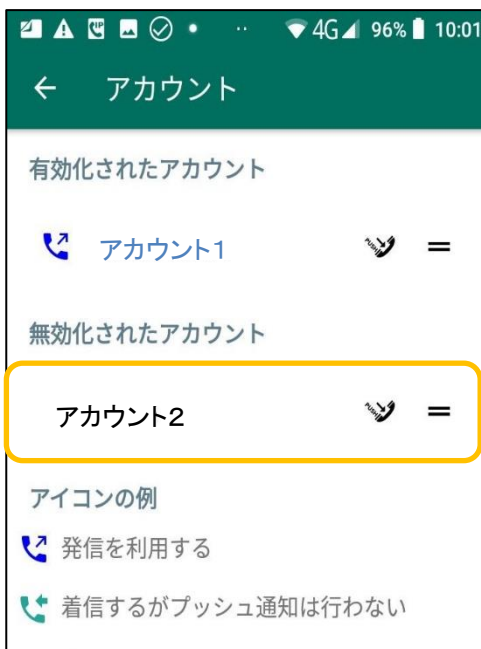 4G 96% 10:01
アカウント
有効化されたアカウント
アカウント1
無効化されたアカウント
アカウント2
アイコンの例
発信を利用する
着信するがプッシュ通知は行わない